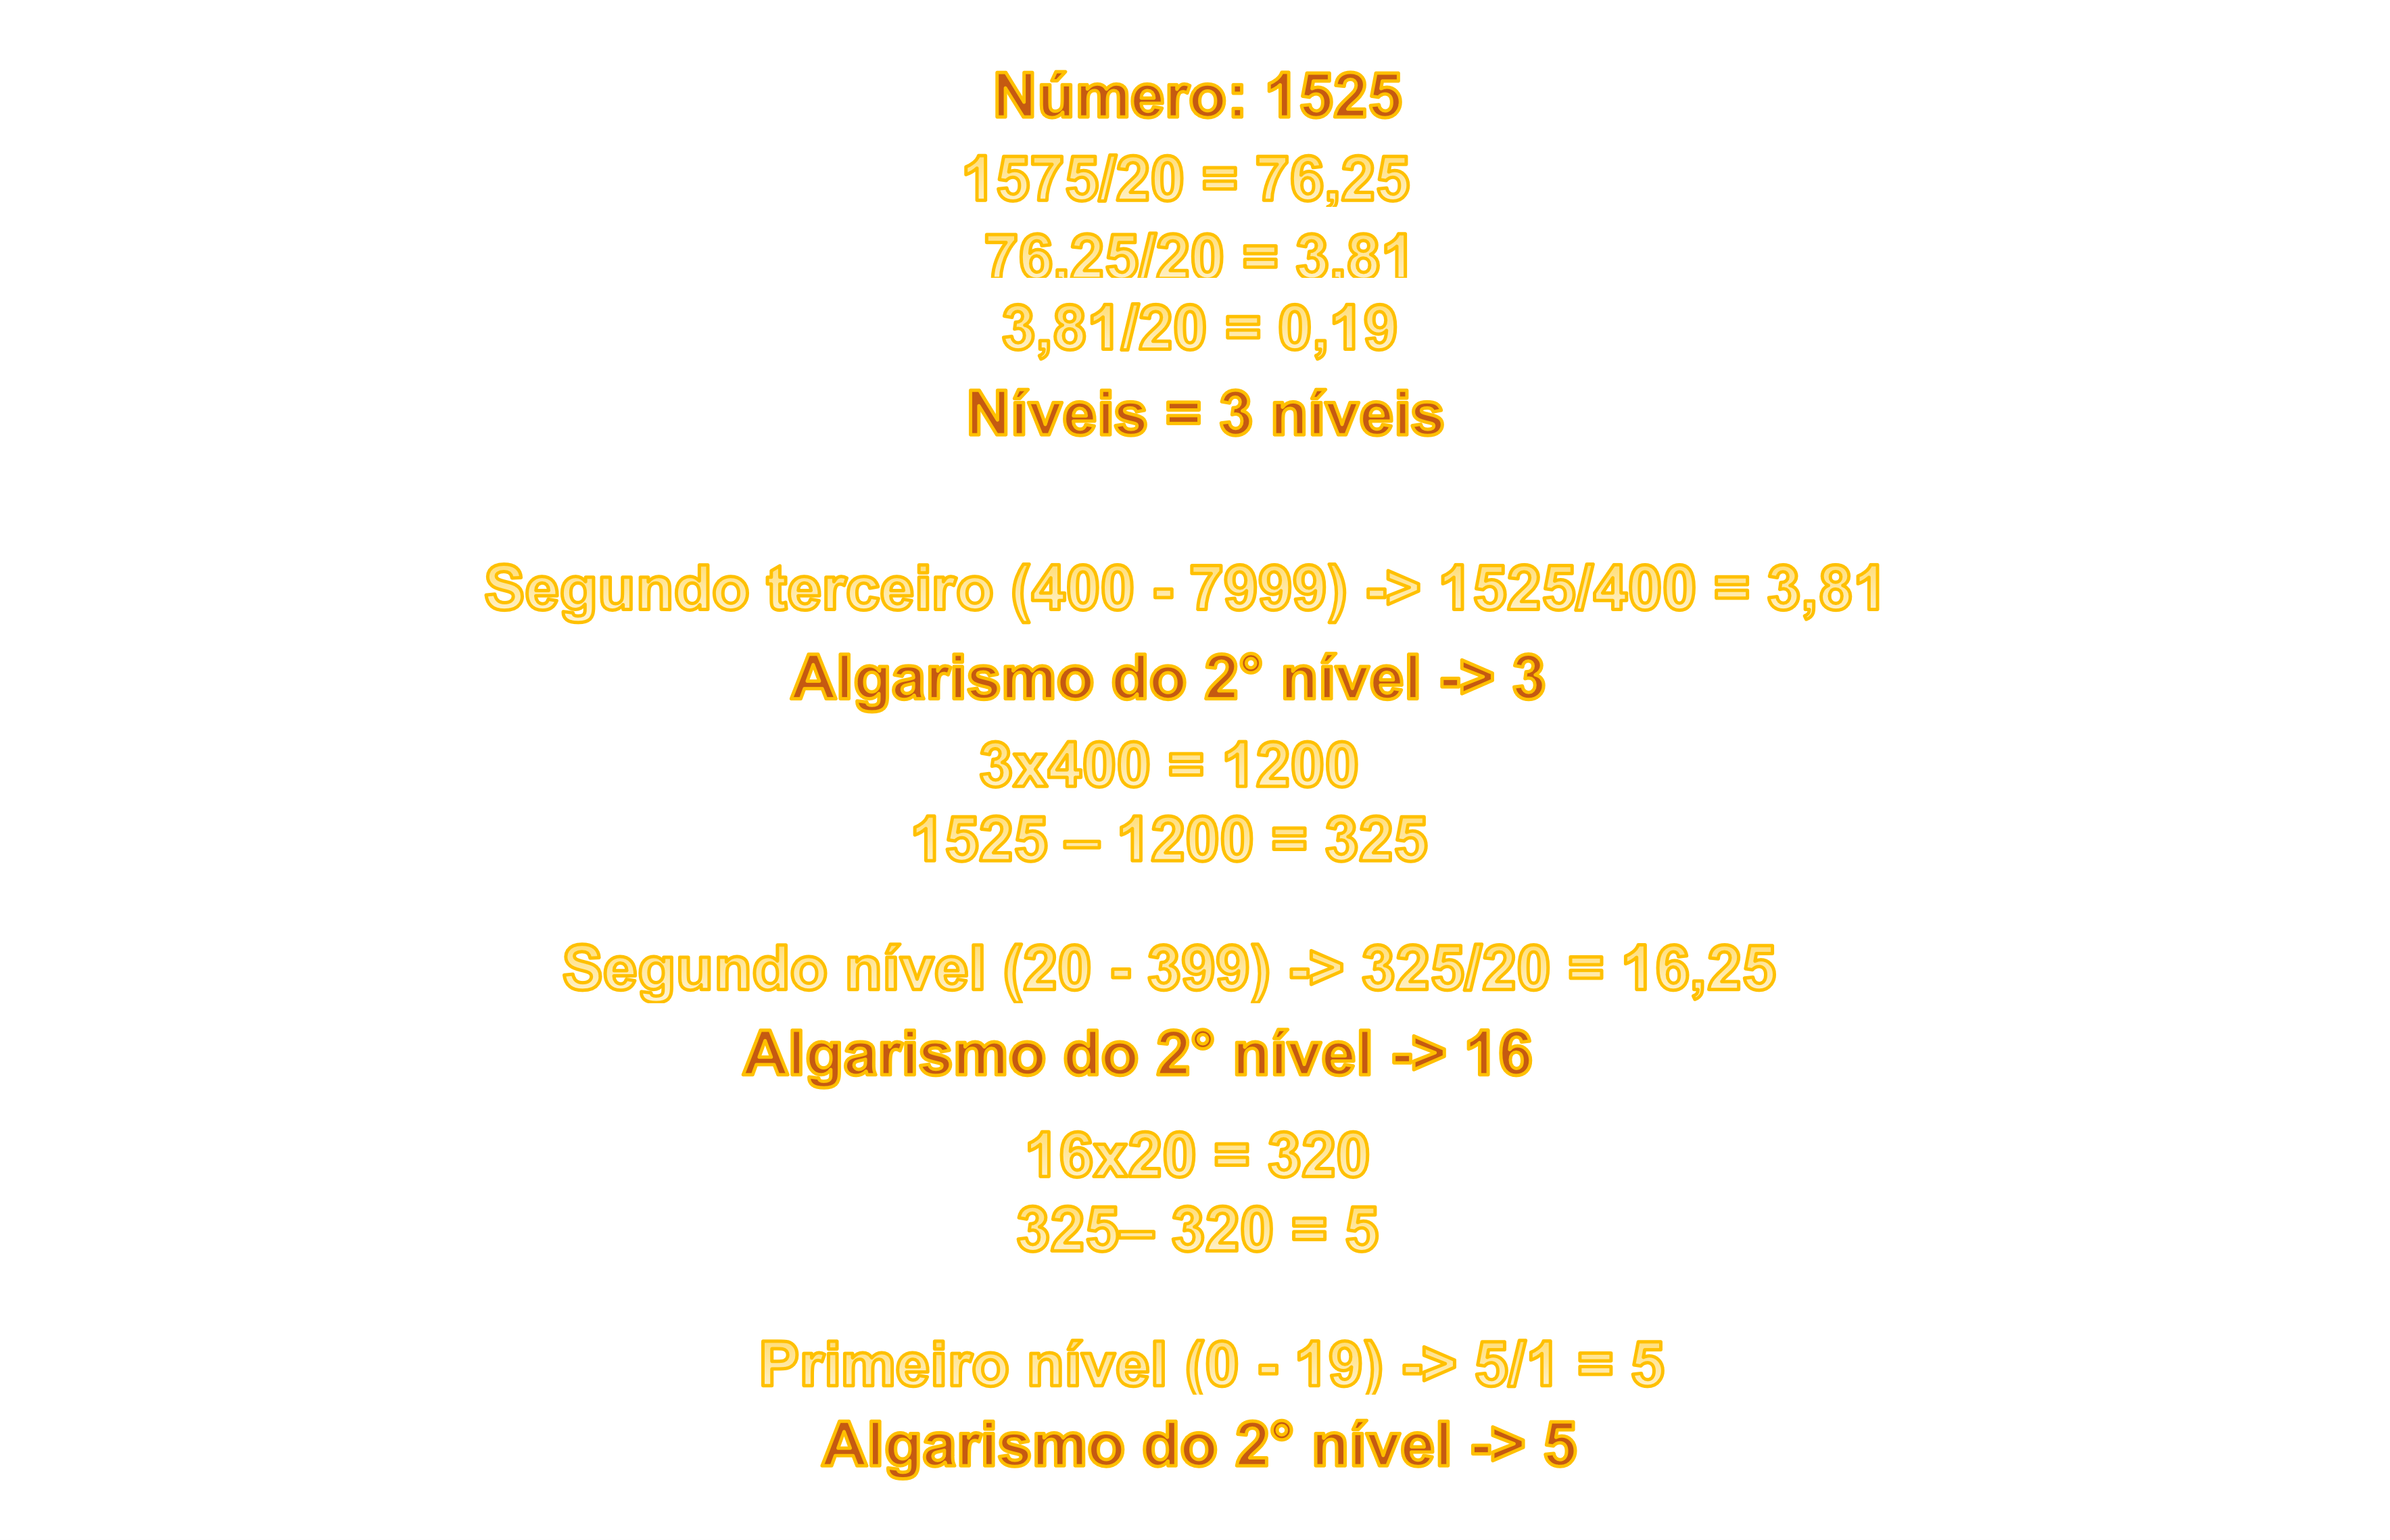 Número: 1525
1575/20 = 76,25
76.25/20 = 3.81
3,81/20 = 0,19
Níveis = 3 níveis
Segundo terceiro (400 - 7999) -> 1525/400 = 3,81
Algarismo do 2° nível -> 3
3x400 = 1200
1525 – 1200 = 325
Segundo nível (20 - 399) -> 325/20 = 16,25
Algarismo do 2° nível -> 16
16x20 = 320
325– 320 = 5
Primeiro nível (0 - 19) -> 5/1 = 5
Algarismo do 2° nível -> 5